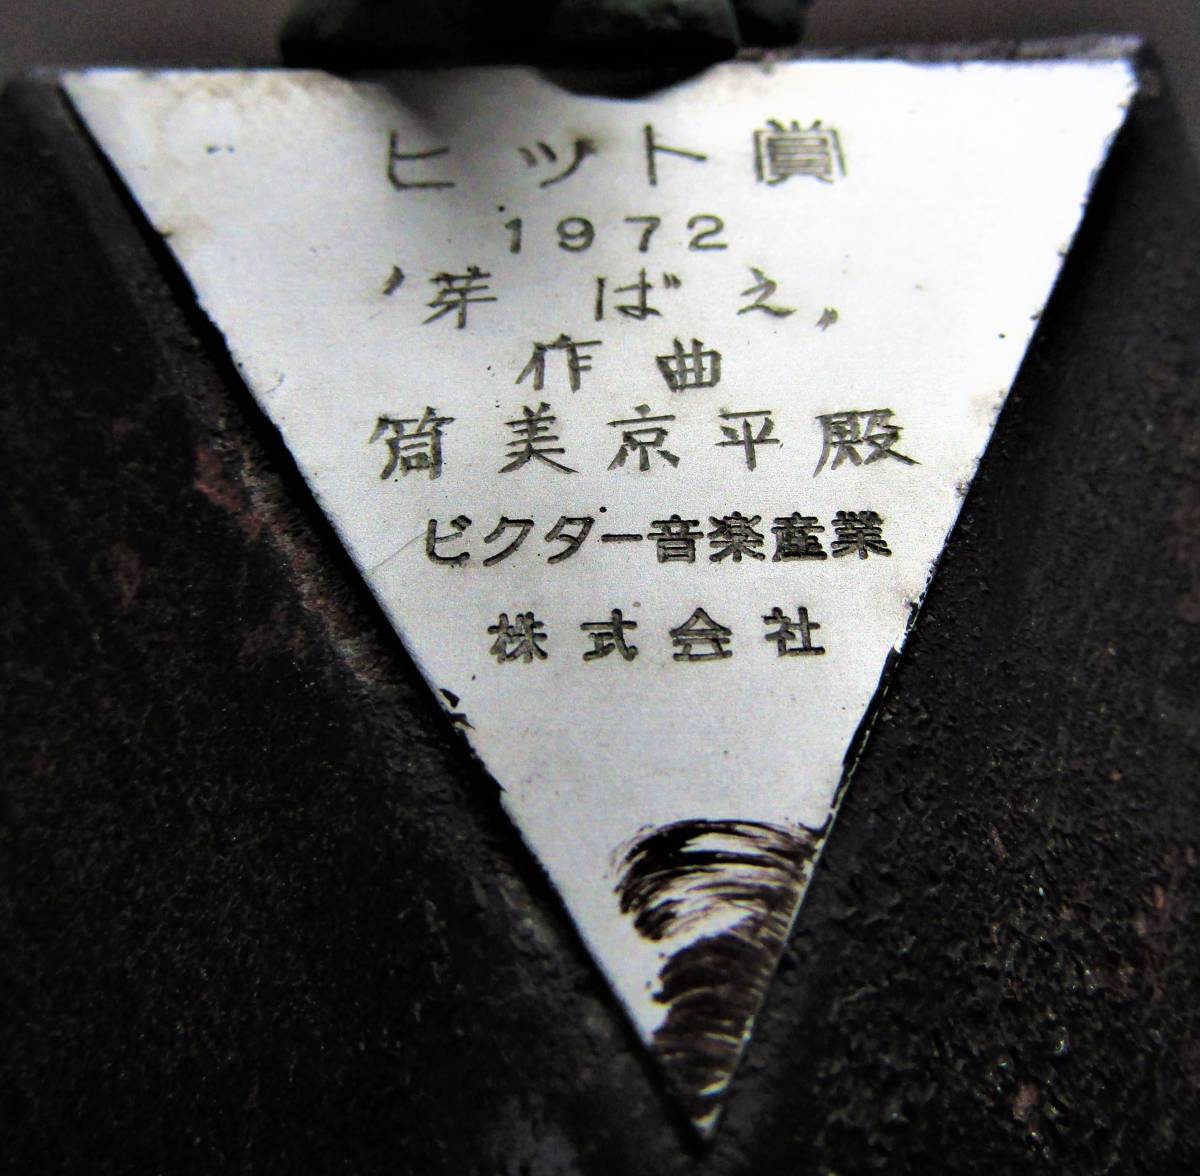 ヒット賞
1972
'芽ばえ,
作曲
筒美京平殿
ビクター音楽産業
株式会社